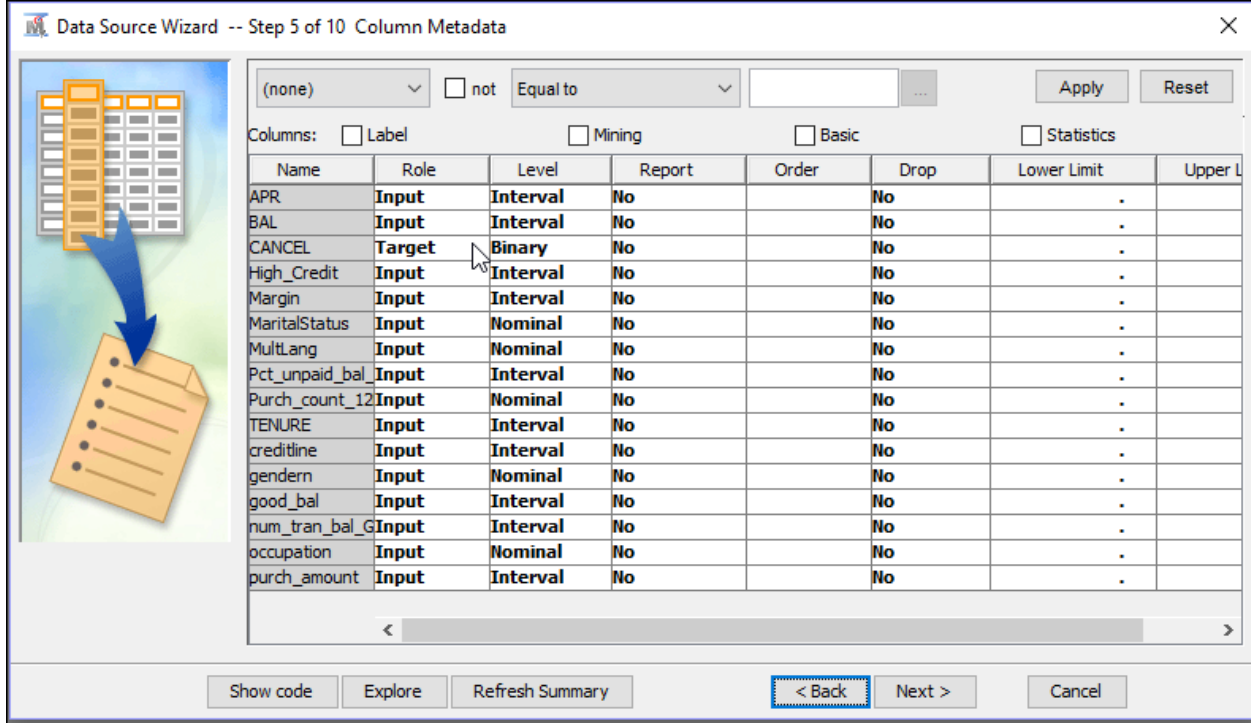 Data Source Wizard -- Step 5 of 10 Column Metadata
(none) not Equal to ... Apply Reset
Columns: Label Mining Basic Statistics
Name Role Level Report Order Drop Lower Limit Upper L
APR Input Interval No No .
BAL Input Interval No No .
CANCEL Target Binary No No .
High_Credit Input Interval No No .
Margin Input Interval No No .
MaritalStatus Input Nominal No No .
MultLang Input Nominal No No .
Pct_unpaid_bal_ Input Interval No No .
Purch_count_12 Input Nominal No No .
TENURE Input Interval No No .
creditline Input Interval No No .
gendern Input Nominal No No .
good_bal Input Interval No No .
num_tran_bal_G Input Interval No No .
occupation Input Nominal No No .
purch_amount Input Interval No No .
Show code Explore Refresh Summary < Back Next > Cancel